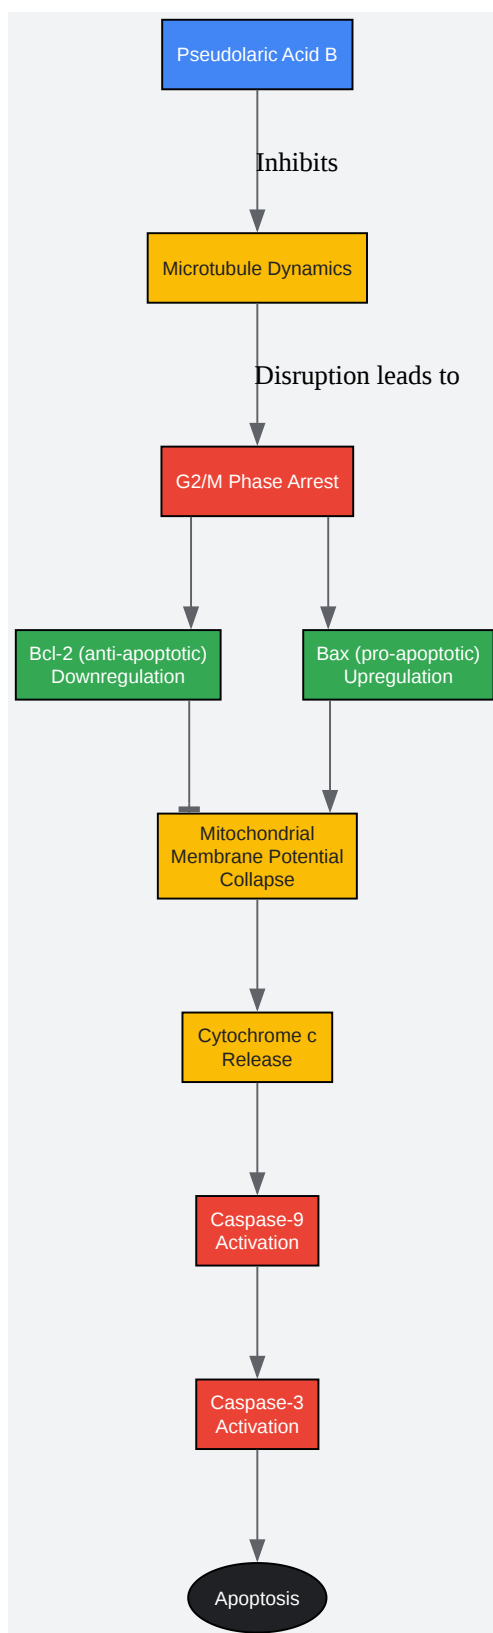 Pseudolaric Acid B
Inhibits
Microtubule Dynamics
Disruption leads to
G2/M Phase Arrest
Bcl-2 (anti-apoptotic)
Downregulation
Bax (pro-apoptotic)
Upregulation
Mitochondrial
Membrane Potential
Collapse
Cytochrome c
Release
Caspase-9
Activation
Caspase-3
Activation
Apoptosis